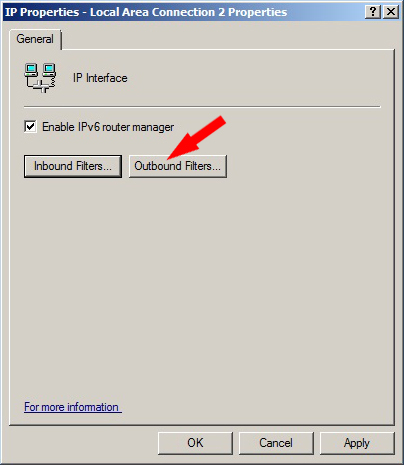 IP Properties - Local Area Connection 2 Properties
General
IP Interface
Enable IPv6 router manager
Inbound Filters... Outbound Filters...
For more information
OK Cancel Apply